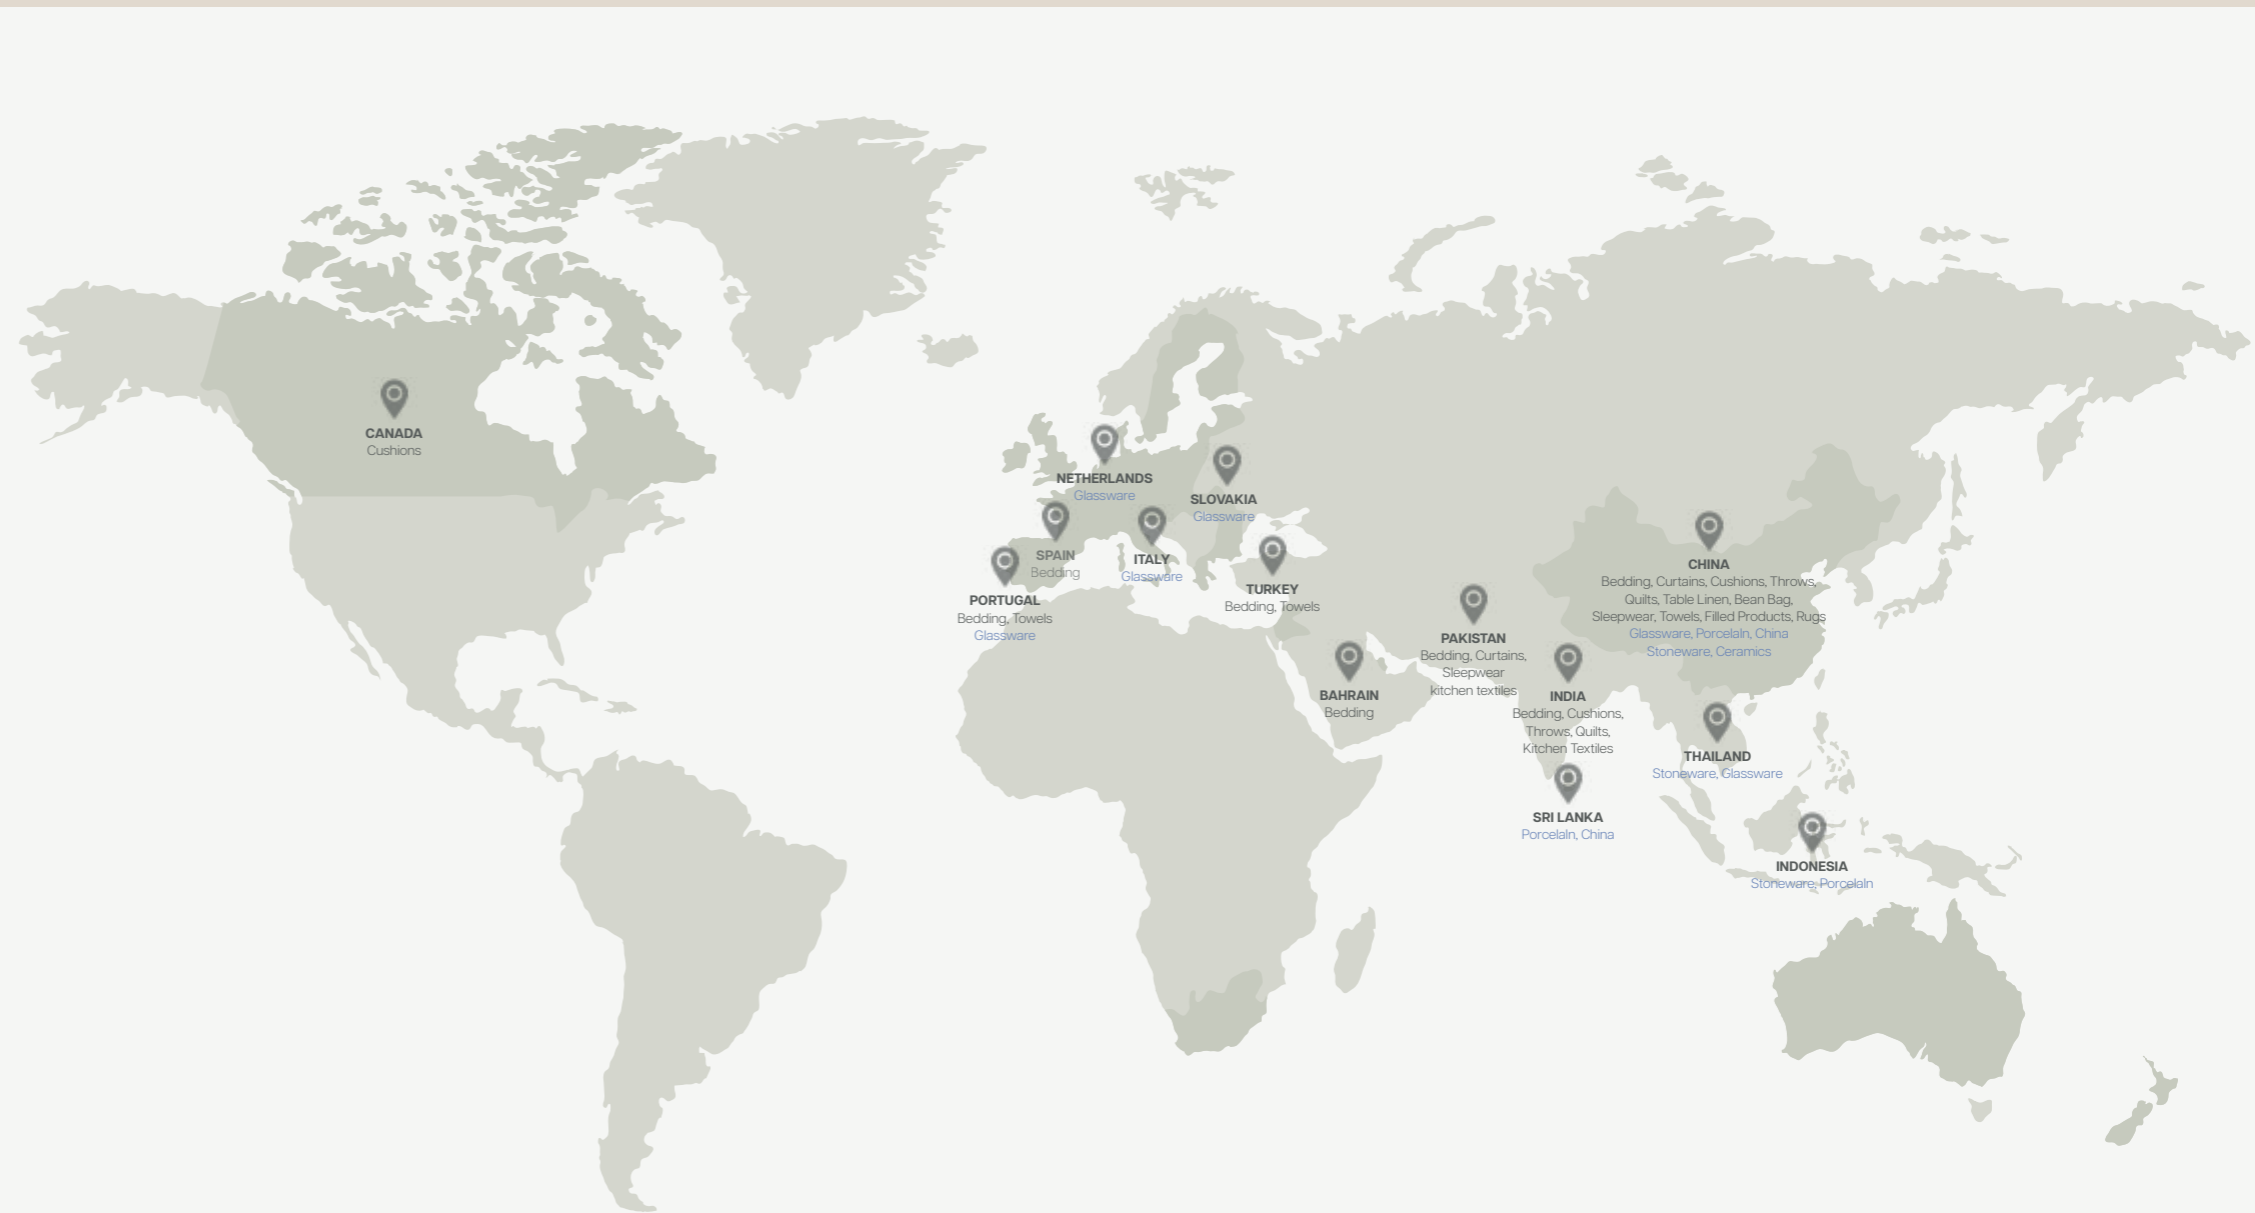 CANADA
Cushions
NETHERLANDS
Glassware
SLOVAKIA
Glassware
SPAIN
Bedding
ITALY
Glassware
PORTUGAL
Bedding, Towels
Glassware
TURKEY
Bedding, Towels
BAHRAIN
Bedding
PAKISTAN
Bedding, Curtains,
Sleepwear
kitchen textiles
INDIA
Bedding, Cushions,
Throws, Quilts,
Kitchen Textiles
SRI LANKA
Porcelaln, China
CHINA
Bedding, Curtains, Cushions, Throws,
Quilts, Table Linen, Bean Bag,
Sleepwear, Towels, Filled Products, Rugs
Glassware, Porcelaln, China
Stoneware, Ceramics
THAILAND
Stoneware, Glassware
INDONESIA
Stoneware, Porcelaln